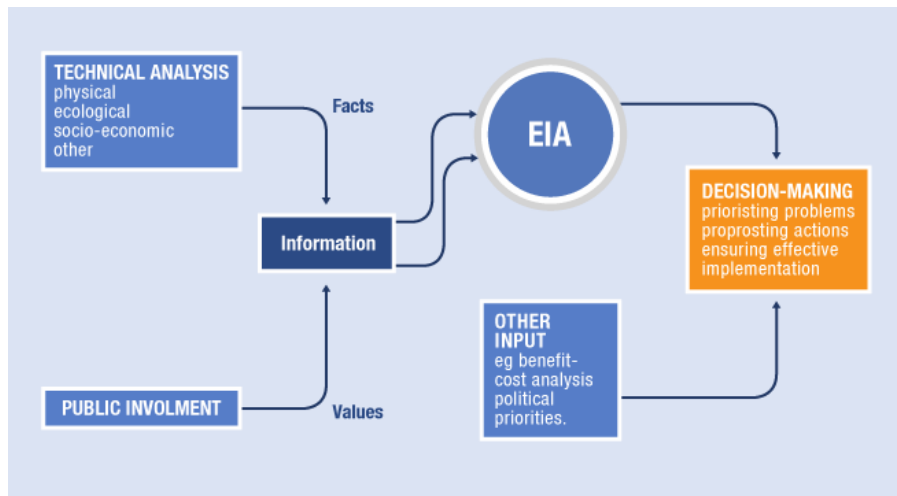 TECHNICAL ANALYSIS
physical
ecological
socio-economic
other
Facts
EIA
DECISION-MAKING
prioristing problems
proprosting actions
ensuring effective
implementation
Information
OTHER
INPUT
eg benefit-
cost analysis
political
priorities.
PUBLIC INVOLMENT
Values